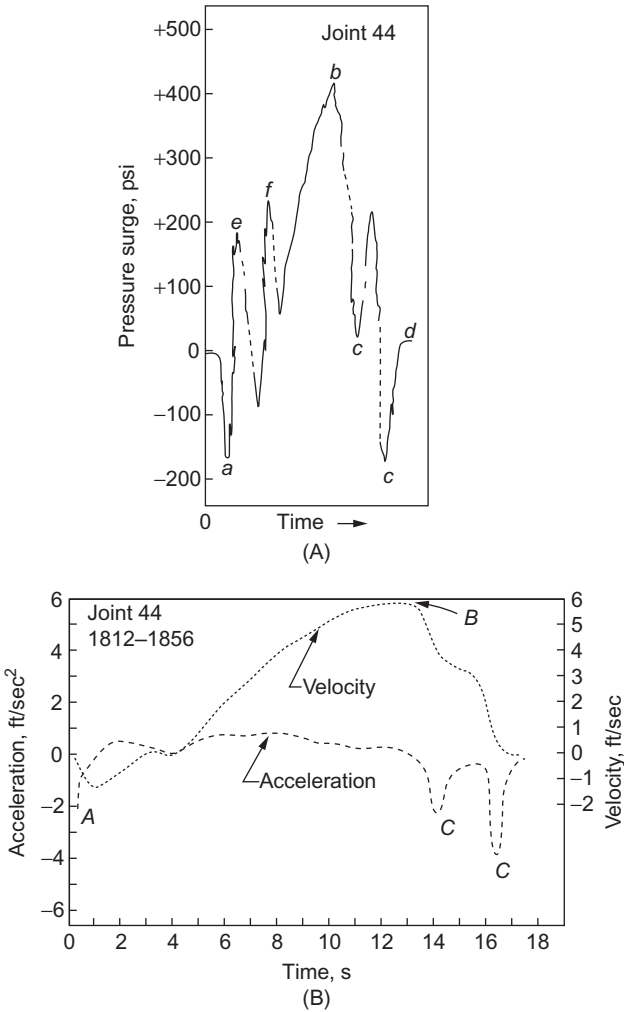 Joint 44
+500
+400
+300
+200
+100
0
−100
−200
Pressure surge, psi
a
e
f
b
c
c
d
0
Time
(A)
Joint 44
1812–1856
6
4
2
0
−2
−4
−6
Acceleration, ft/sec2
Velocity
Acceleration
A
B
C
C
6
5
4
3
2
1
0
−1
−2
Velocity, ft/sec
0 2 4 6 8 10 12 14 16 18
Time, s
(B)